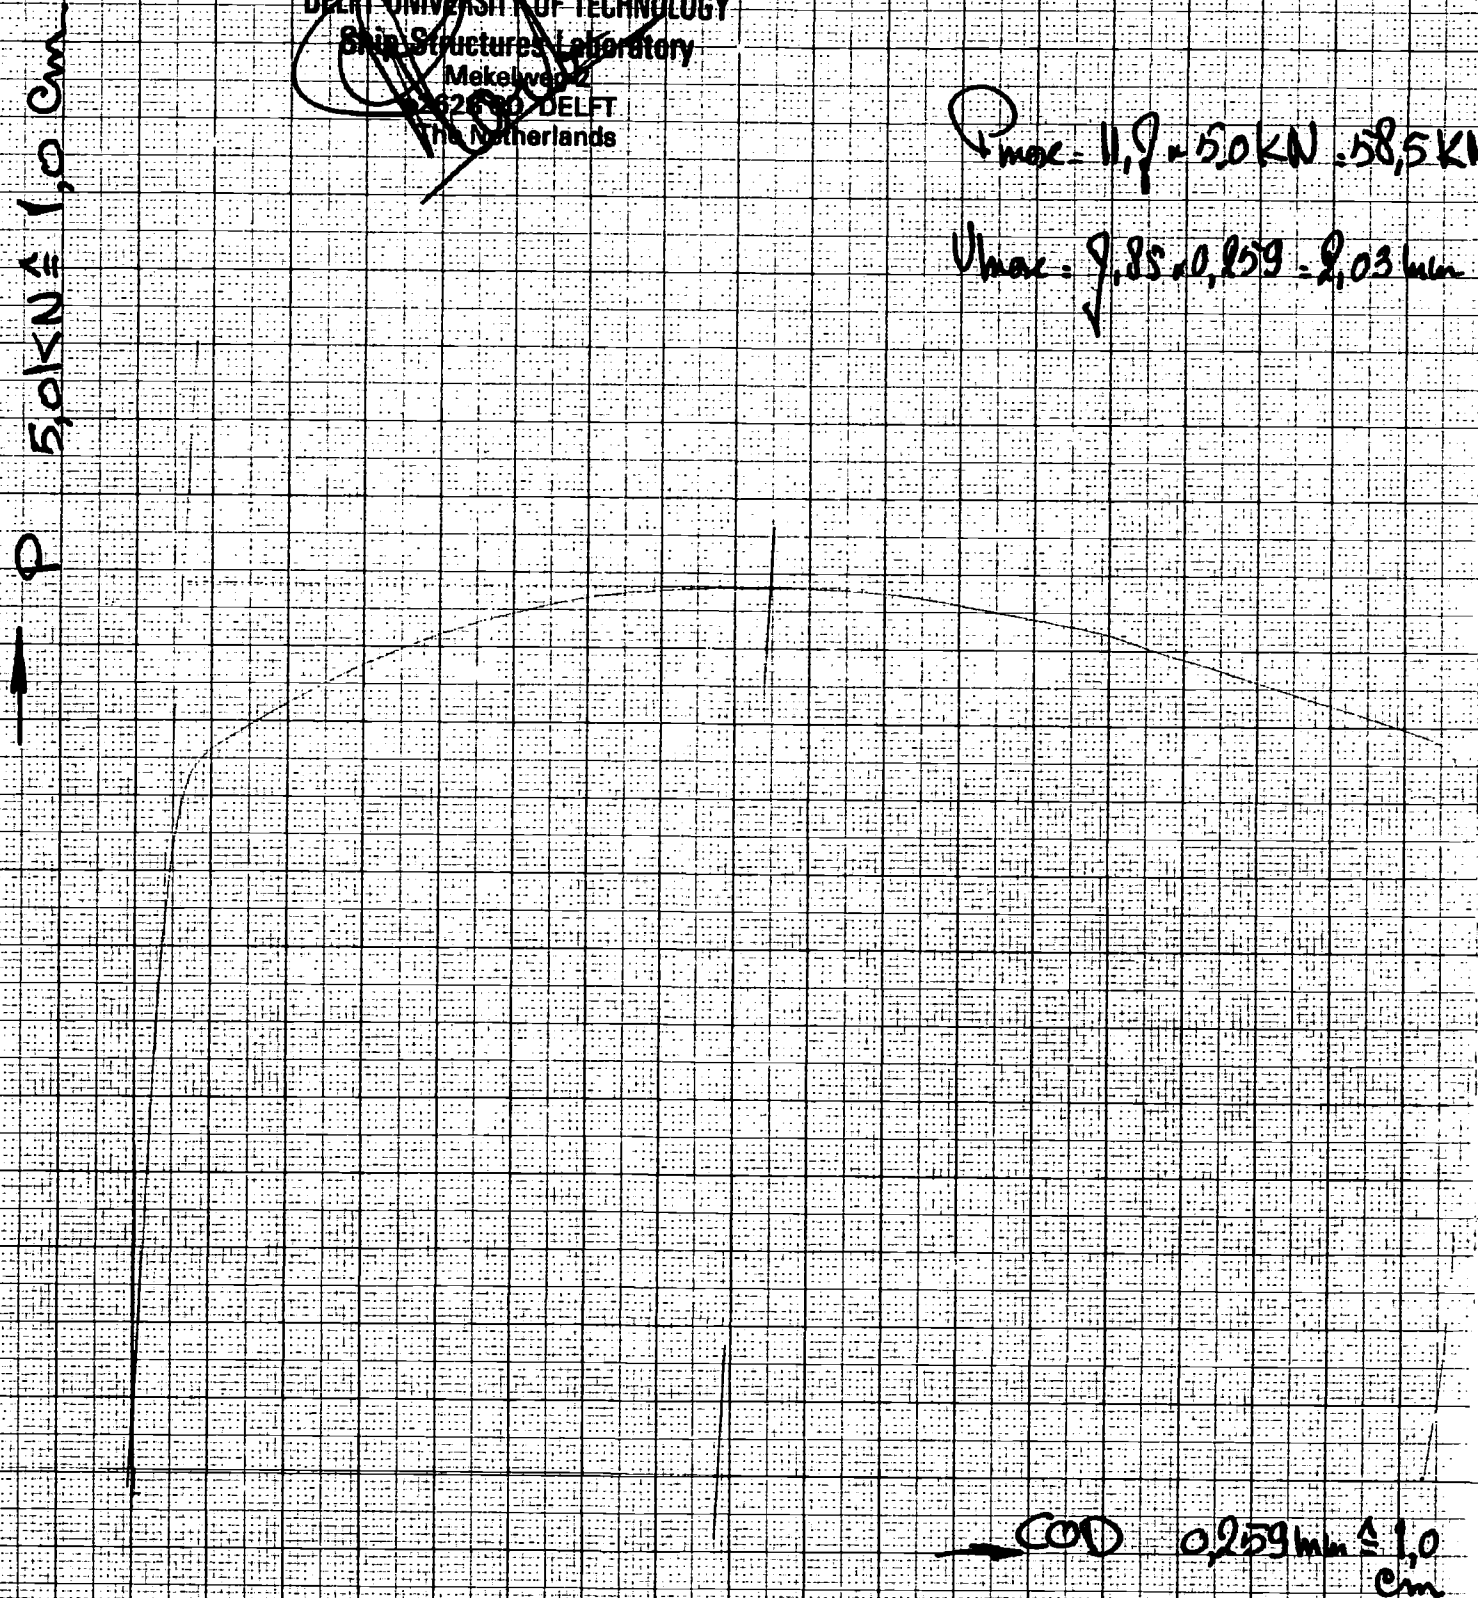 DELFT UNIVERSITY OF TECHNOLOGY
Ship Structures Laboratory
Mekelweg 2
2628 CD DELFT
The Netherlands
Pmax = 11,7 × 5,0 kN = 58,5 kN
Vmax = 7,85 × 0,259 = 2,03 mm
P 5,0 kN ≙ 1,0 cm
COD 0,259 mm ≙ 1,0
cm